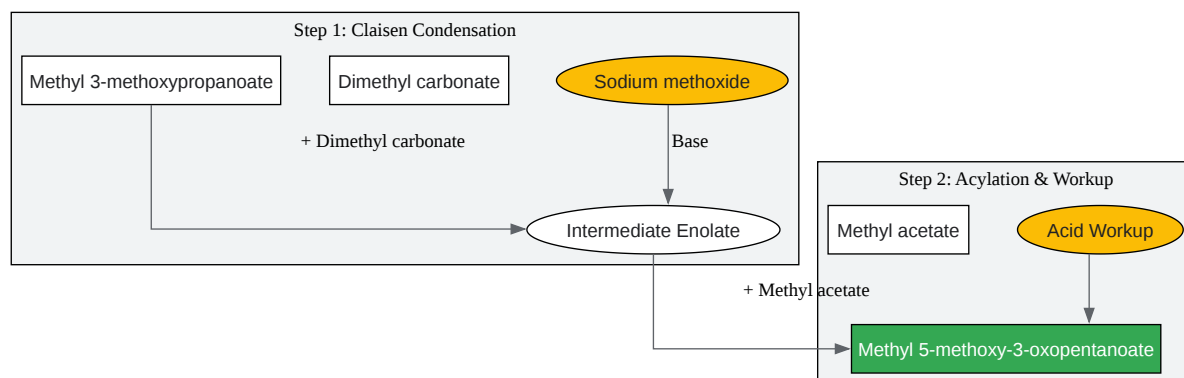 Step 1: Claisen Condensation
Methyl 3-methoxypropanoate
Dimethyl carbonate
Sodium methoxide
+ Dimethyl carbonate
Base
Intermediate Enolate
Step 2: Acylation & Workup
Methyl acetate
Acid Workup
+ Methyl acetate
Methyl 5-methoxy-3-oxopentanoate